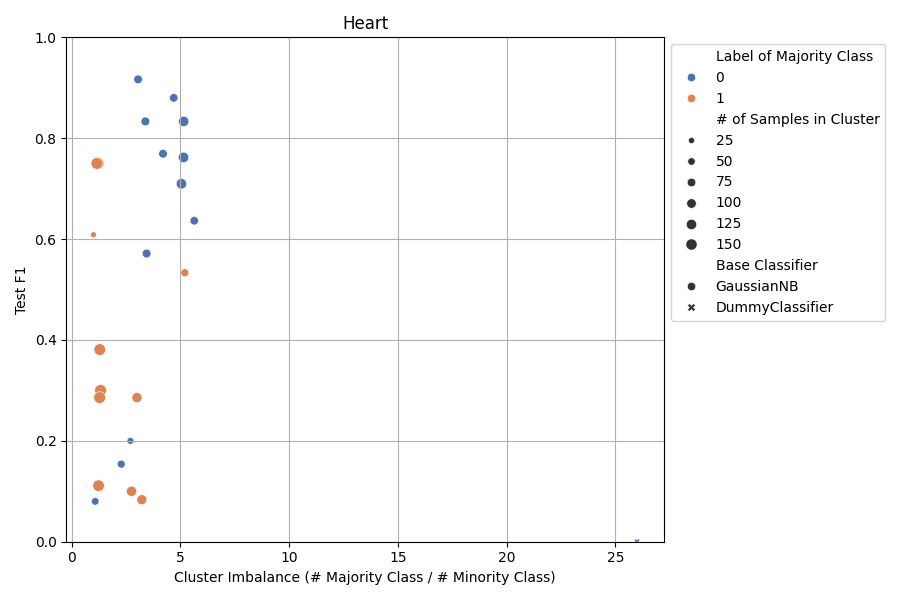 Heart
Test F1
1.0
0.8
0.6
0.4
0.2
0.0
0 5 10 15 20 25
Cluster Imbalance (# Majority Class / # Minority Class)
Label of Majority Class
0
1
# of Samples in Cluster
25
50
75
100
125
150
Base Classifier
GaussianNB
DummyClassifier